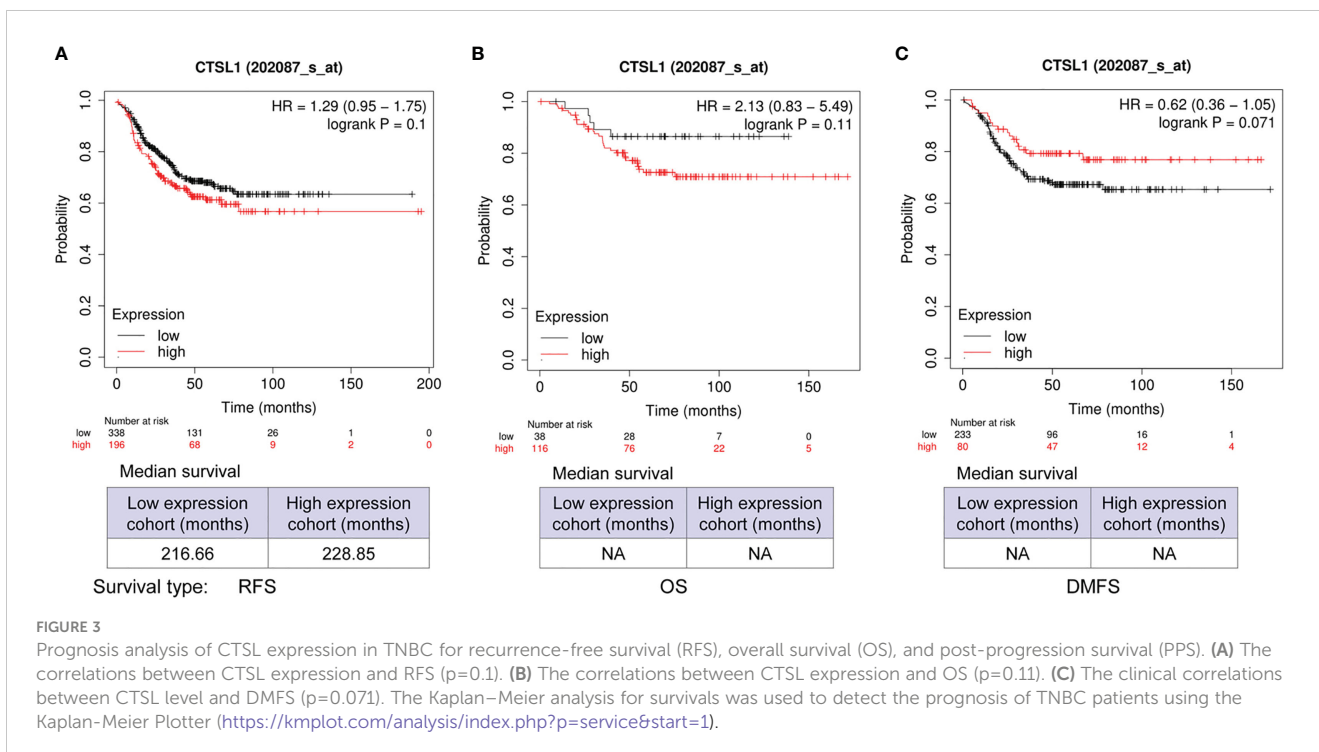 A
CTSL1 (202087_s_at)
HR = 1.29 (0.95 − 1.75)
logrank P = 0.1
Probability
1.0
0.8
0.6
0.4
0.2
0.0
Expression
low
high
0 50 100 150 200
Time (months)
Number at risk
low 338 131 26 1 0
high 196 68 9 2 0
Median survival
Low expression cohort (months) High expression cohort (months)
216.66 228.85
Survival type: RFS
B
CTSL1 (202087_s_at)
HR = 2.13 (0.83 − 5.49)
logrank P = 0.11
Probability
1.0
0.8
0.6
0.4
0.2
0.0
Expression
low
high
0 50 100 150
Time (months)
Number at risk
low 38 28 7 0
high 116 76 22 5
Median survival
Low expression cohort (months) High expression cohort (months)
NA NA
OS
C
CTSL1 (202087_s_at)
HR = 0.62 (0.36 − 1.05)
logrank P = 0.071
Probability
1.0
0.8
0.6
0.4
0.2
0.0
Expression
low
high
0 50 100 150
Time (months)
Number at risk
low 233 96 16 1
high 80 47 12 4
Median survival
Low expression cohort (months) High expression cohort (months)
NA NA
DMFS
FIGURE 3
Prognosis analysis of CTSL expression in TNBC for recurrence-free survival (RFS), overall survival (OS), and post-progression survival (PPS). (A) The
correlations between CTSL expression and RFS (p=0.1). (B) The correlations between CTSL expression and OS (p=0.11). (C) The clinical correlations
between CTSL level and DMFS (p=0.071). The Kaplan–Meier analysis for survivals was used to detect the prognosis of TNBC patients using the
Kaplan-Meier Plotter (https://kmplot.com/analysis/index.php?p=service&start=1).